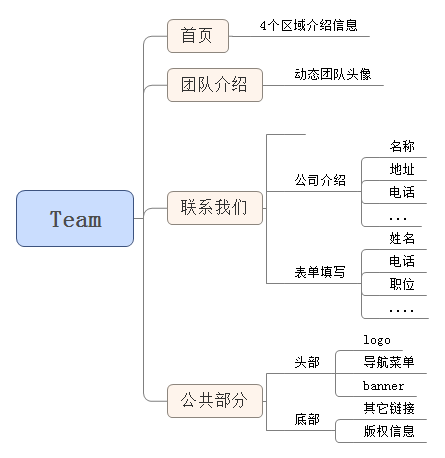 Team
首页
4个区域介绍信息
团队介绍
动态团队头像
联系我们
公司介绍
名称
地址
电话
...
表单填写
姓名
电话
职位
....
公共部分
头部
logo
导航菜单
banner
底部
其它链接
版权信息